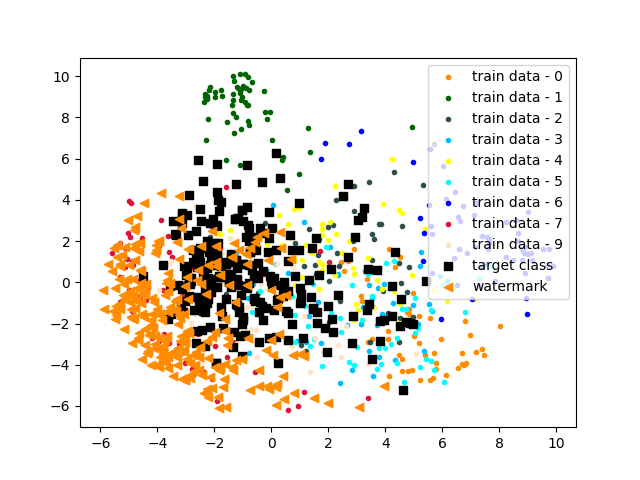 10
8
6
4
2
0
−2
−4
−6
−6
−4
−2
0
2
4
6
8
10
train data - 0
train data - 1
train data - 2
train data - 3
train data - 4
train data - 5
train data - 6
train data - 7
train data - 9
target class
watermark